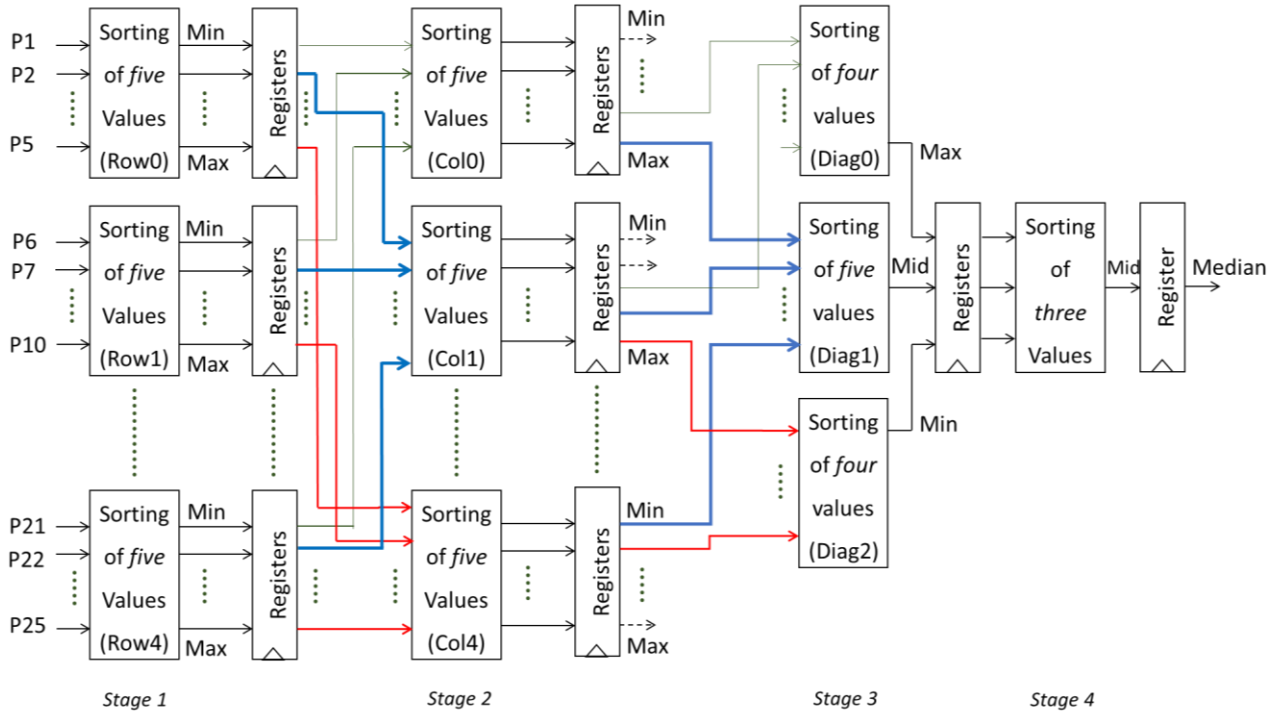 P1
P2
P5
Sorting
of five
Values
(Row0)
Min
Max
Registers
Sorting
of five
Values
(Col0)
Registers
Min
Max
Sorting
of four
values
(Diag0)
Max
P6
P7
P10
Sorting
of five
Values
(Row1)
Min
Max
Registers
Sorting
of five
Values
(Col1)
Registers
Min
Max
Sorting
of five
values
(Diag1)
Mid
Registers
Sorting
of
three
Values
Mid
Register
Median
Sorting
of four
values
(Diag2)
Min
P21
P22
P25
Sorting
of five
Values
(Row4)
Min
Max
Registers
Sorting
of five
Values
(Col4)
Registers
Min
Max
Stage 1
Stage 2
Stage 3
Stage 4